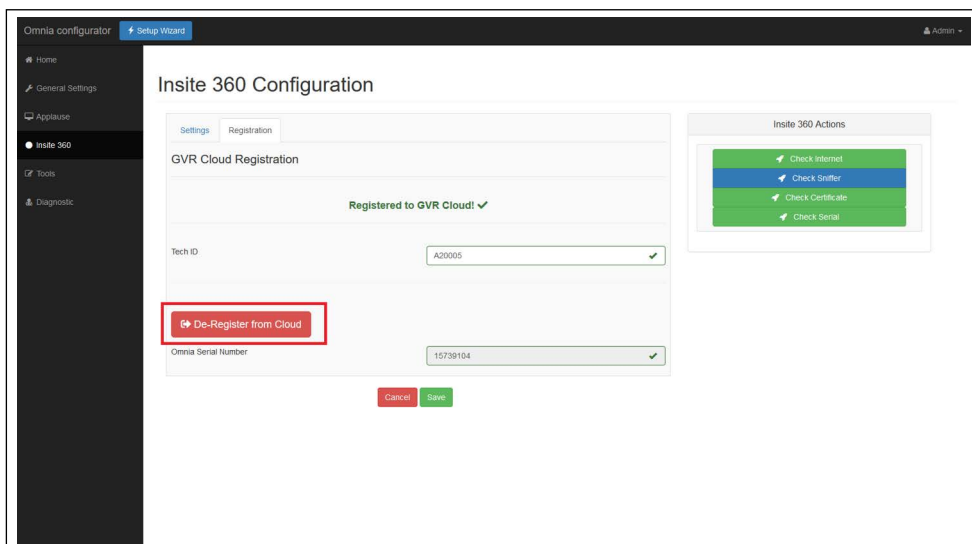 Omnia configurator Setup Wizard Admin
Home
General Settings
Applause
Insite 360
Tools
Diagnostic
Insite 360 Configuration
Settings Registration
GVR Cloud Registration
Registered to GVR Cloud!
Tech ID A20005
De-Register from Cloud
Omnia Serial Number 15739104
Cancel Save
Insite 360 Actions
Check Internet
Check Sniffer
Check Certificate
Check Serial